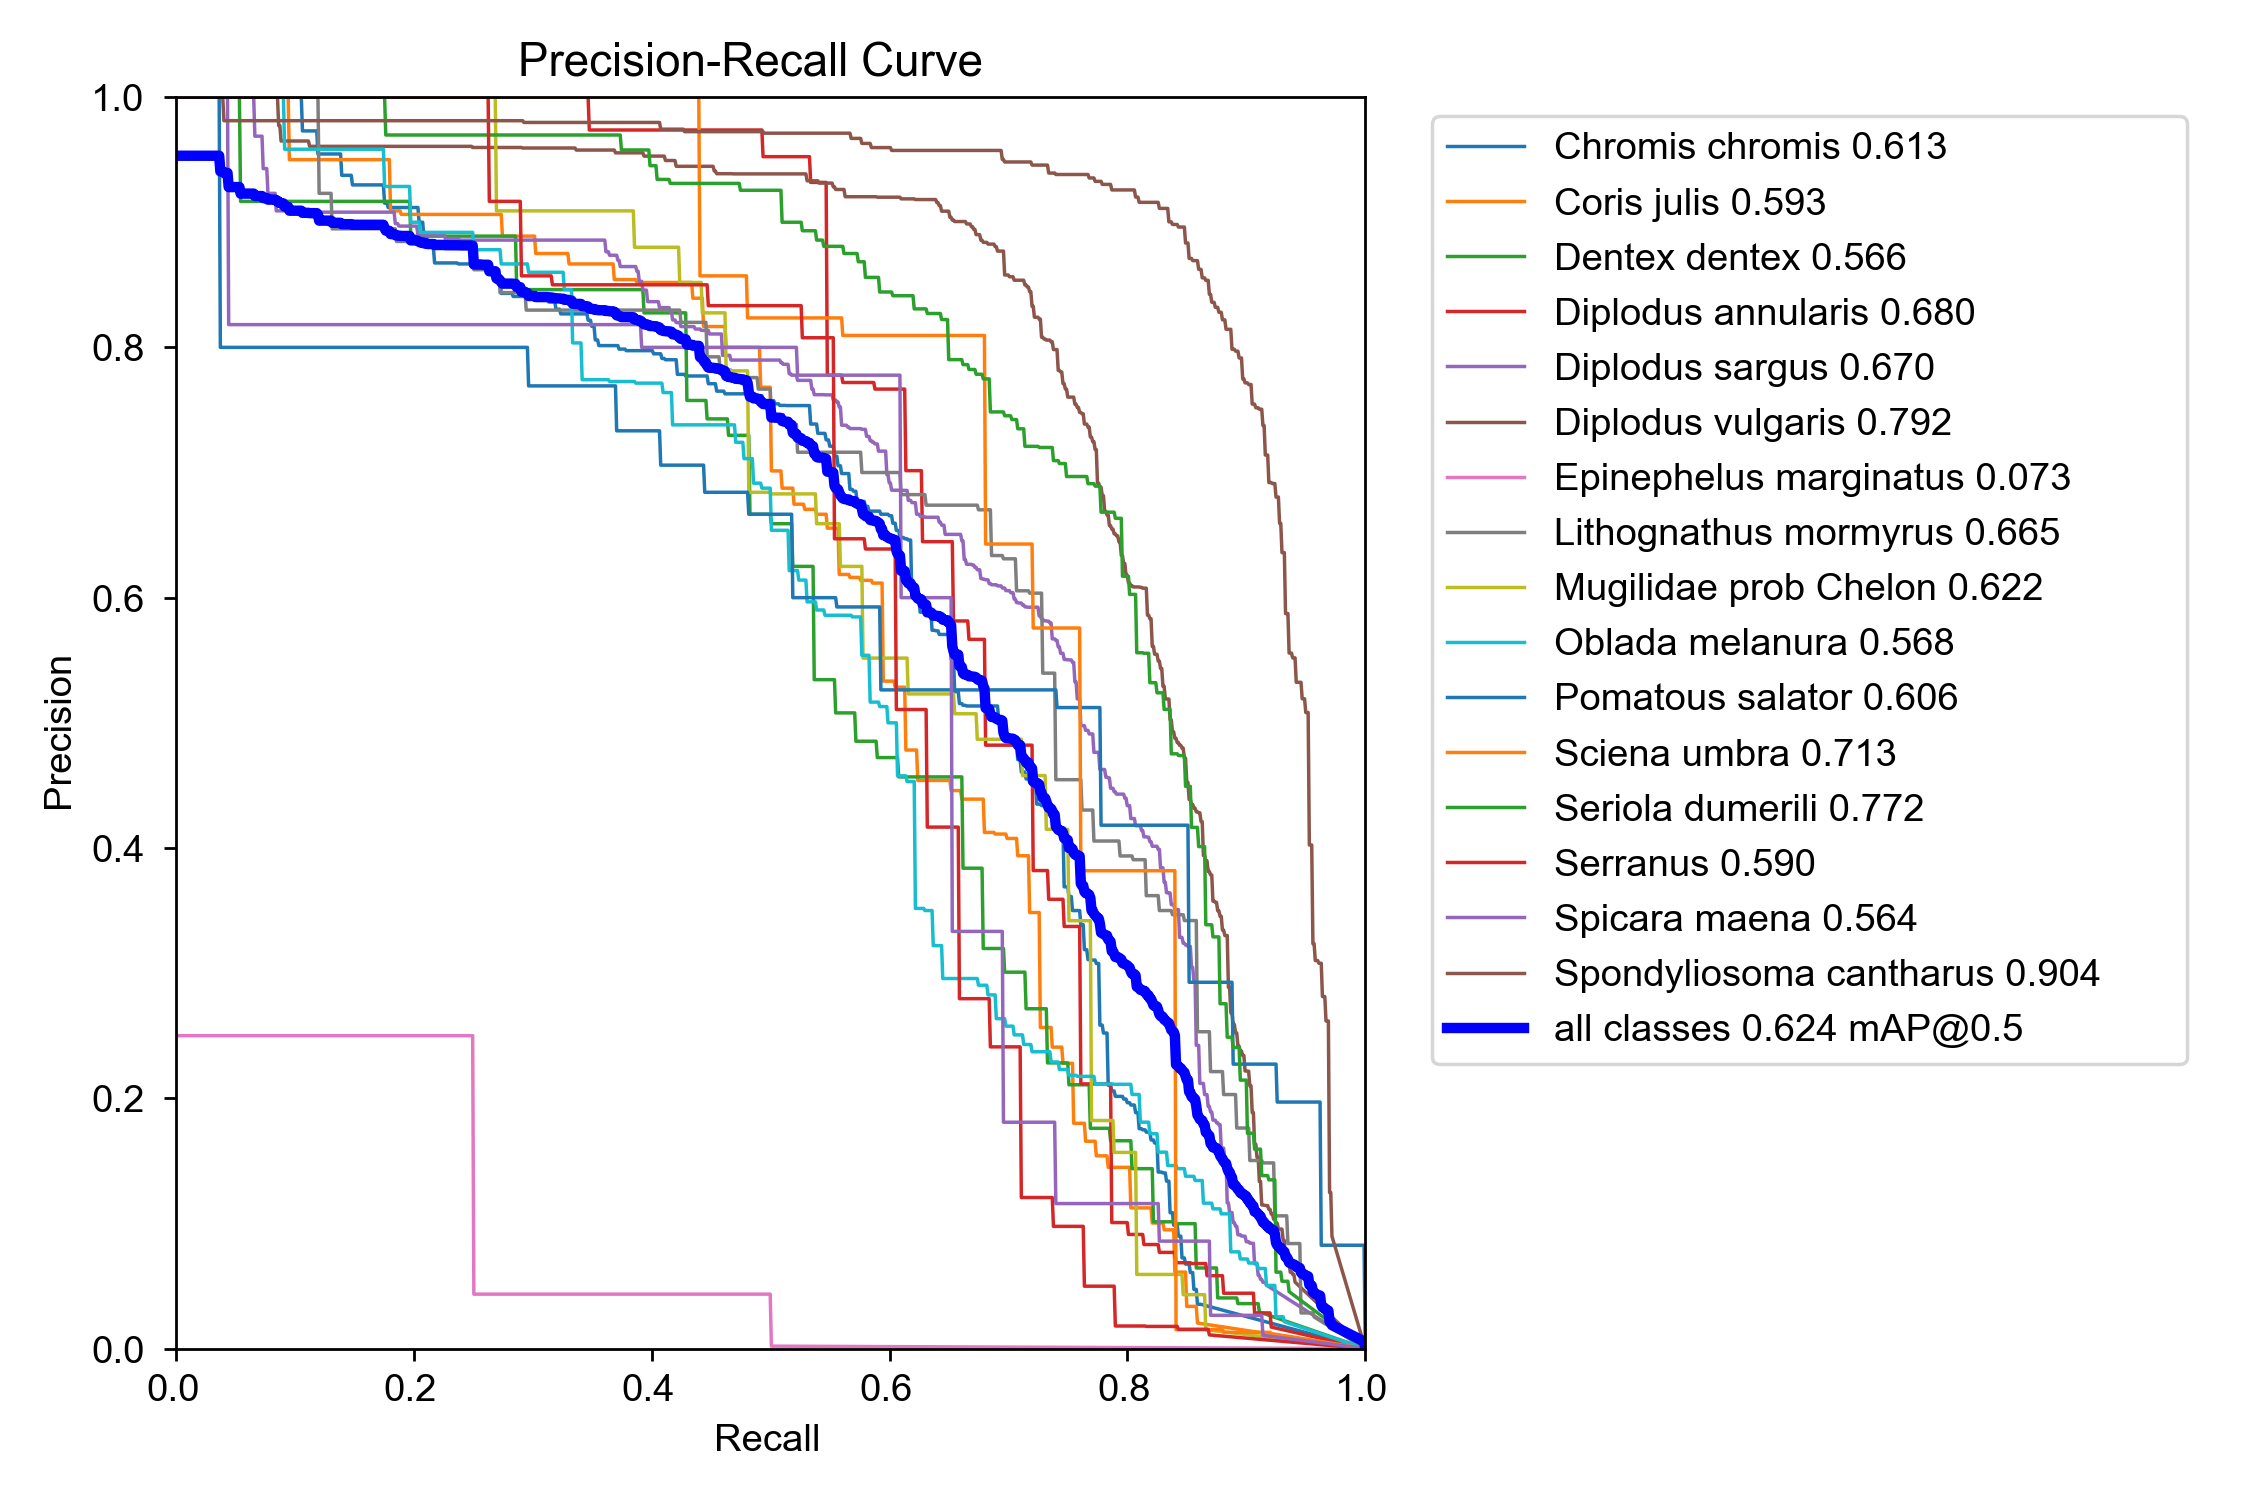 Precision-Recall Curve
1.0
0.8
0.6
0.4
0.2
0.0
Precision
0.0 0.2 0.4 0.6 0.8 1.0
Recall
Chromis chromis 0.613
Coris julis 0.593
Dentex dentex 0.566
Diplodus annularis 0.680
Diplodus sargus 0.670
Diplodus vulgaris 0.792
Epinephelus marginatus 0.073
Lithognathus mormyrus 0.665
Mugilidae prob Chelon 0.622
Oblada melanura 0.568
Pomatous salator 0.606
Sciena umbra 0.713
Seriola dumerili 0.772
Serranus 0.590
Spicara maena 0.564
Spondyliosoma cantharus 0.904
all classes 0.624 mAP@0.5